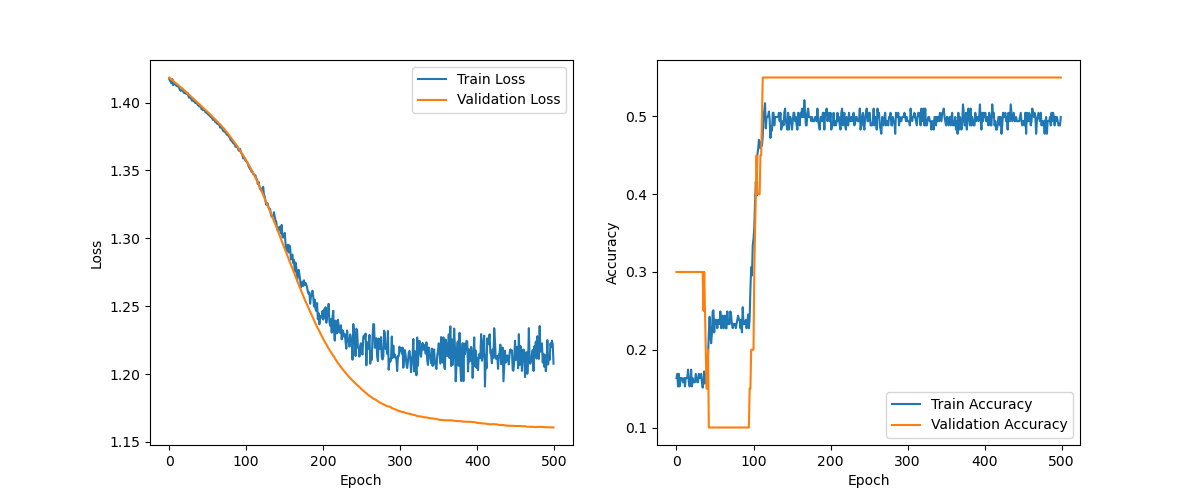 1.40
1.35
1.30
1.25
1.20
1.15
Loss
0
100
200
300
400
500
Epoch
Train Loss
Validation Loss
0.5
0.4
0.3
0.2
0.1
Accuracy
0
100
200
300
400
500
Epoch
Train Accuracy
Validation Accuracy